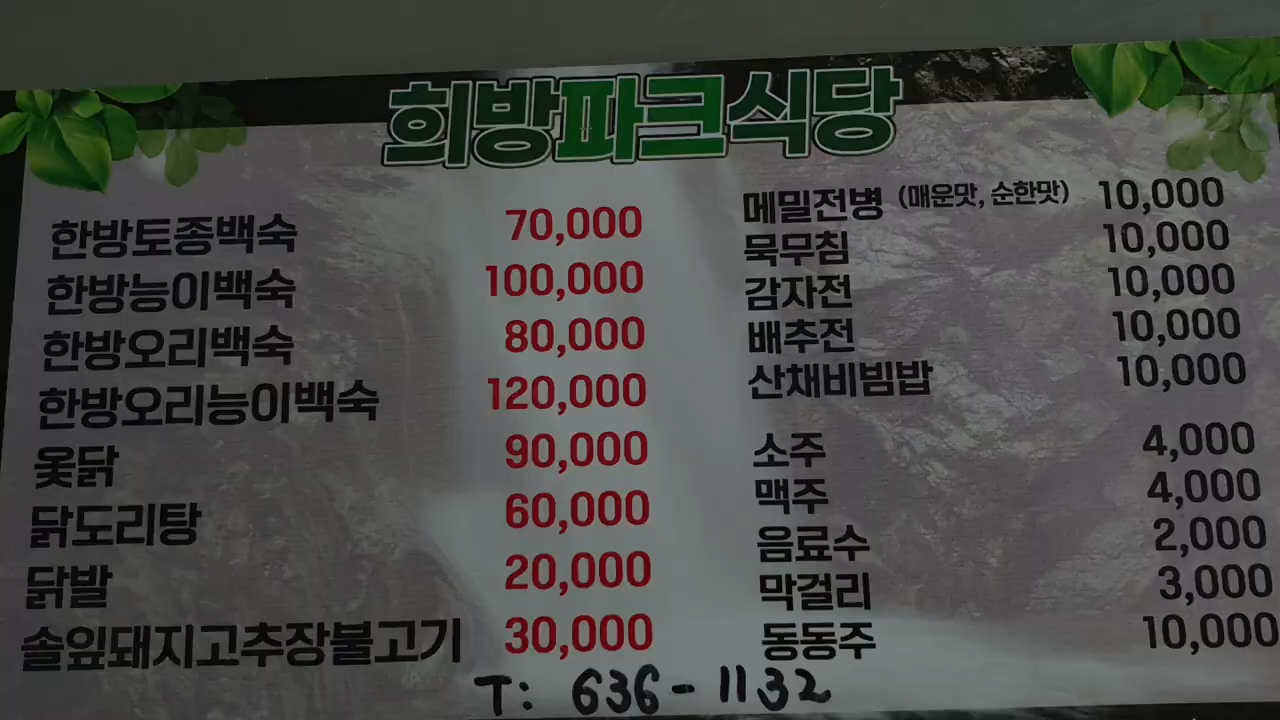 희방파크식당
한방토종백숙 70,000
한방능이백숙 100,000
한방오리백숙 80,000
한방오리능이백숙 120,000
옻닭 90,000
닭도리탕 60,000
닭발 20,000
솔잎돼지고추장불고기 30,000
메밀전병 (매운맛, 순한맛) 10,000
묵무침 10,000
감자전 10,000
배추전 10,000
산채비빔밥 10,000
소주 4,000
맥주 4,000
음료수 2,000
막걸리 3,000
동동주 10,000
T: 636-1132